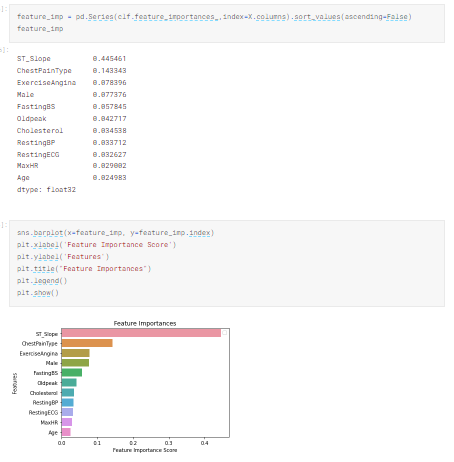 ]:
feature_imp = pd.Series(clf.feature_importances_,index=X.columns).sort_values(ascending=False)
feature_imp
]:
ST_Slope 0.445461
ChestPainType 0.143343
ExerciseAngina 0.078396
Male 0.077376
FastingBS 0.057845
Oldpeak 0.042717
Cholesterol 0.034538
RestingBP 0.033712
RestingECG 0.032627
MaxHR 0.029002
Age 0.024983
dtype: float32
]:
sns.barplot(x=feature_imp, y=feature_imp.index)
plt.xlabel('Feature Importance Score')
plt.ylabel('Features')
plt.title("Feature Importances")
plt.legend()
plt.show()
Feature Importances
Features
ST_Slope
ChestPainType
ExerciseAngina
Male
FastingBS
Oldpeak
Cholesterol
RestingBP
RestingECG
MaxHR
Age
0.0 0.1 0.2 0.3 0.4
Feature Importance Score